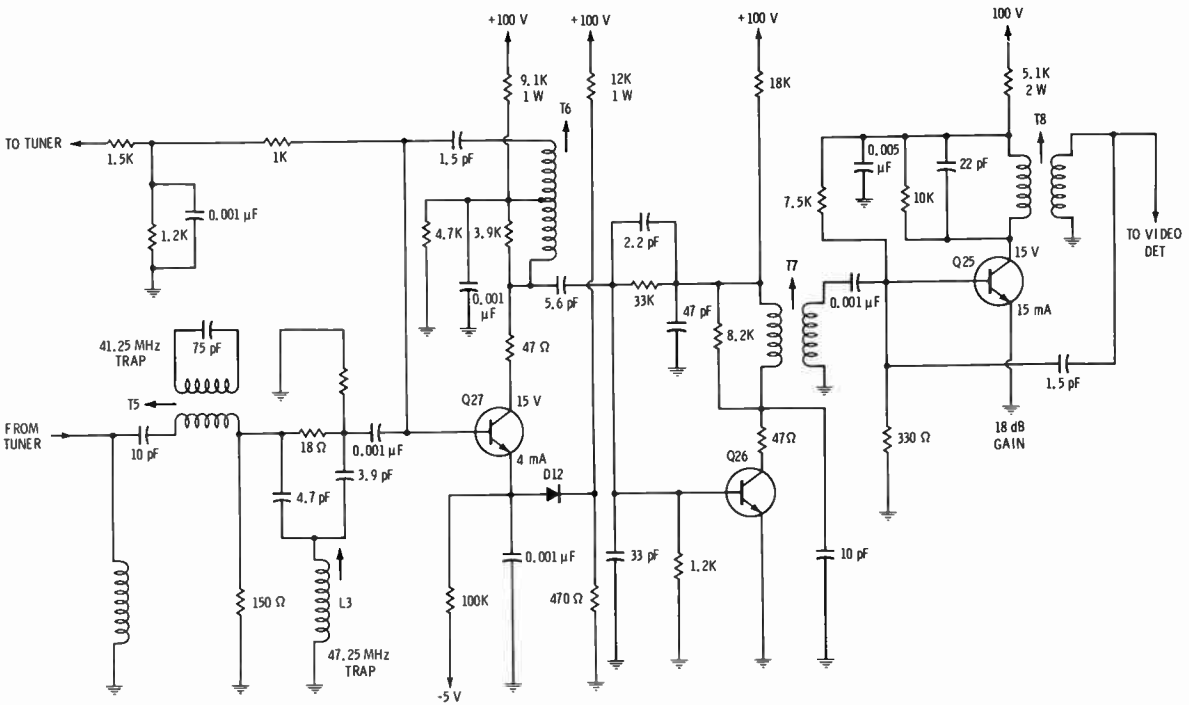 +100 V
+100 V
+100 V
100 V
9.1K
1 W
12K
1 W
18K
5.1K
2 W
T6
T8
TO TUNER
1.5K
1K
1.5 pF
0.001 μF
1.2K
4.7K
3.9K
0.001
μF
2.2 pF
5.6 pF
33K
47 pF
8.2K
T7
0.001 μF
7.5K
0.005
μF
10K
22 pF
Q25
15 V
15 mA
TO VIDEO
DET
1.5 pF
18 dB
GAIN
330 Ω
41.25 MHz
TRAP
75 pF
T5
FROM
TUNER
10 pF
18 Ω
0.001 μF
3.9 pF
4.7 pF
47 Ω
Q27
15 V
4 mA
D12
47Ω
Q26
150 Ω
L3
47.25 MHz
TRAP
100K
-5 V
0.001 μF
470 Ω
33 pF
1.2K
10 pF